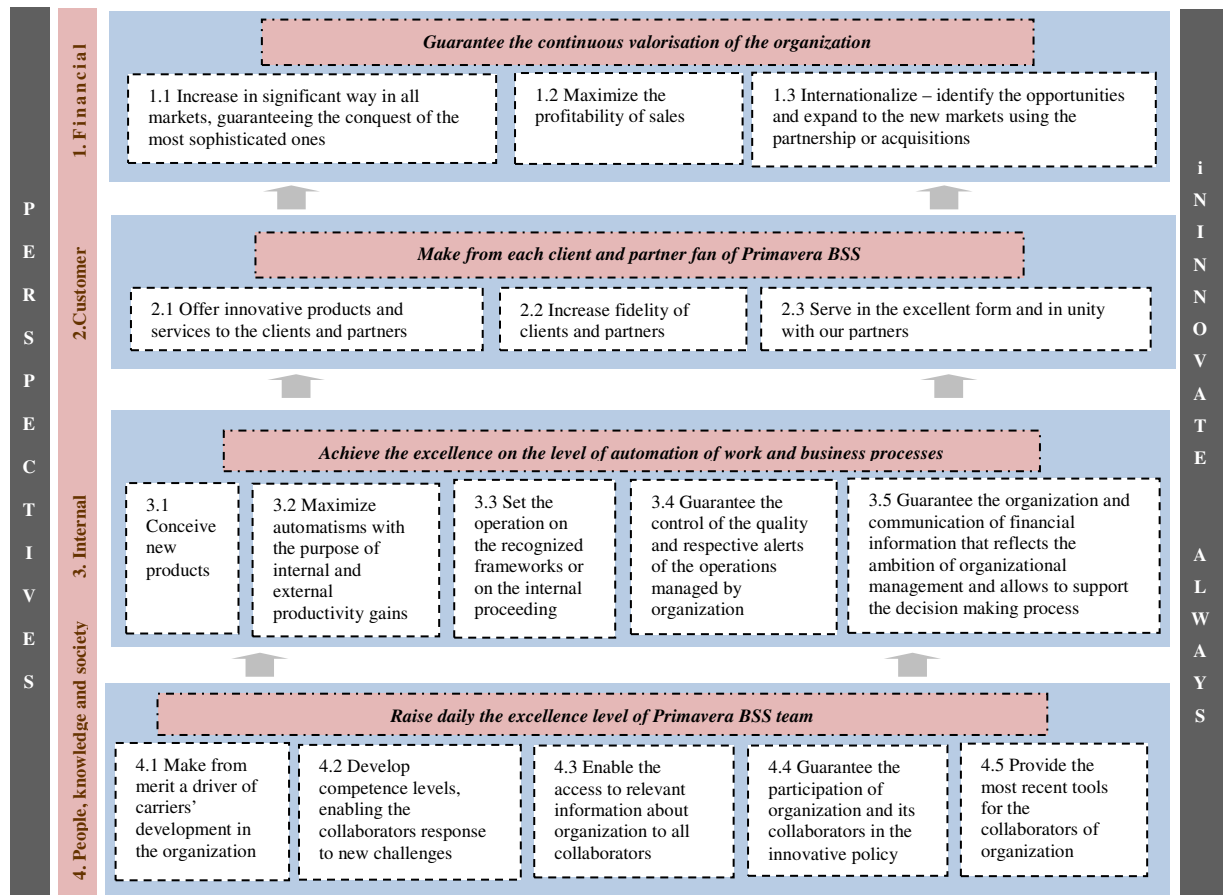 PERSPECTIVES
1. Financial
Guarantee the continuous valorisation of the organization
1.1 Increase in significant way in all
markets, guaranteeing the conquest of the
most sophisticated ones
1.2 Maximize the
profitability of sales
1.3 Internationalize – identify the opportunities
and expand to the new markets using the
partnership or acquisitions
2.Customer
Make from each client and partner fan of Primavera BSS
2.1 Offer innovative products and
services to the clients and partners
2.2 Increase fidelity of
clients and partners
2.3 Serve in the excellent form and in unity
with our partners
3. Internal
Achieve the excellence on the level of automation of work and business processes
3.1
Conceive
new
products
3.2 Maximize
automatisms with
the purpose of
internal and
external
productivity gains
3.3 Set the
operation on
the recognized
frameworks or
on the internal
proceeding
3.4 Guarantee the
control of the quality
and respective alerts
of the operations
managed by
organization
3.5 Guarantee the organization and
communication of financial
information that reflects the
ambition of organizational
management and allows to support
the decision making process
4. People, knowledge and society
Raise daily the excellence level of Primavera BSS team
4.1 Make from
merit a driver of
carriers’
development in
the organization
4.2 Develop
competence levels,
enabling the
collaborators response
to new challenges
4.3 Enable the
access to relevant
information about
organization to all
collaborators
4.4 Guarantee the
participation of
organization and its
collaborators in the
innovative policy
4.5 Provide the
most recent tools
for the
collaborators of
organization
iNINNOVATE ALWAYS